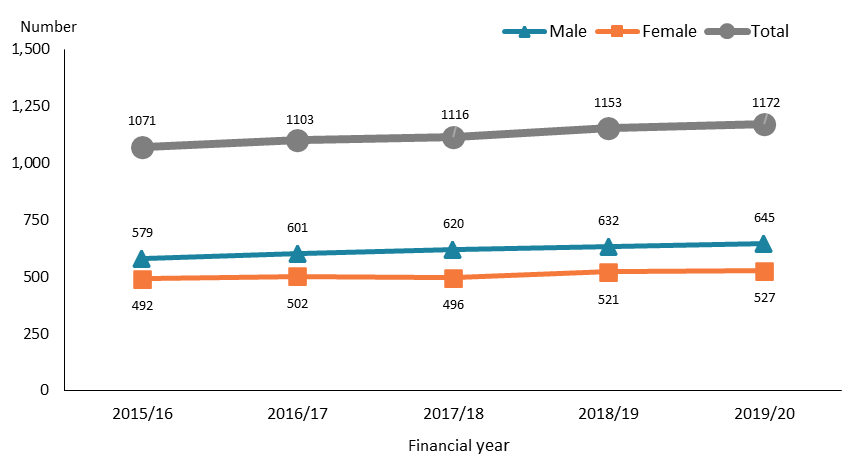 Number
Male Female Total
1,500
1,250
1,000
750
500
250
0
1071 1103 1116 1153 1172
579 601 620 632 645
492 502 496 521 527
2015/16 2016/17 2017/18 2018/19 2019/20
Financial year